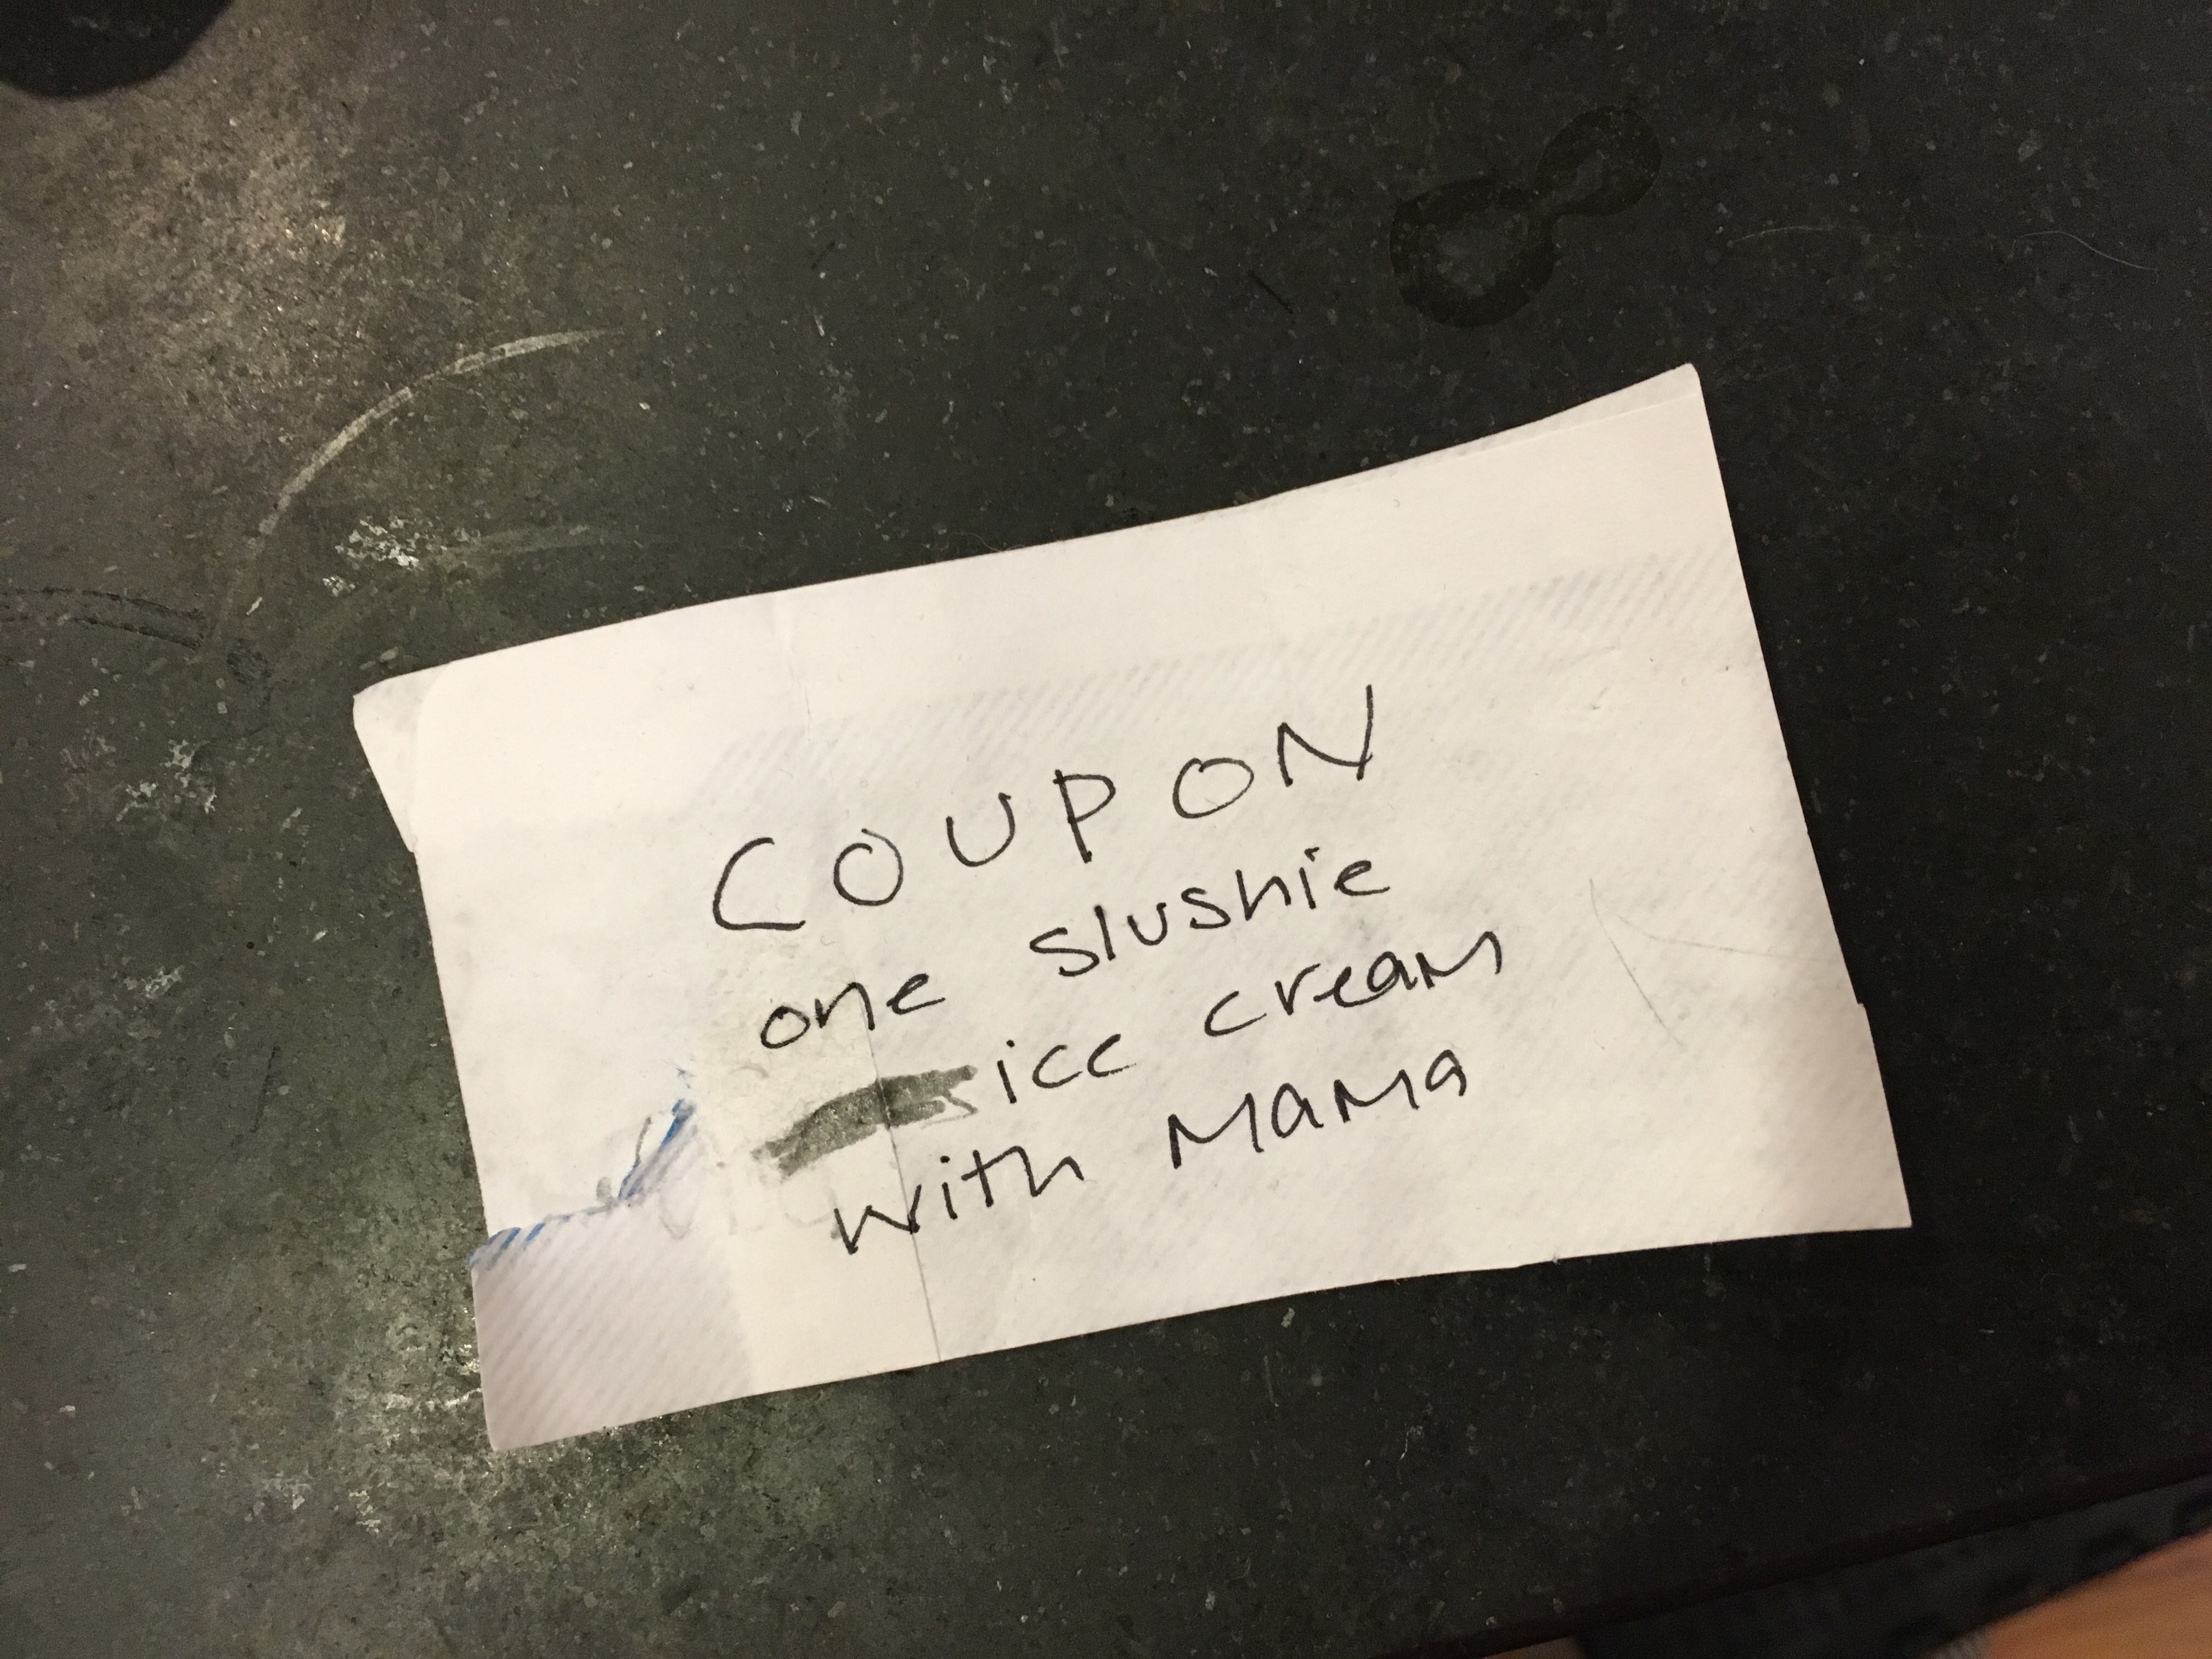 COUPON
one slushie
ice cream
with Mama